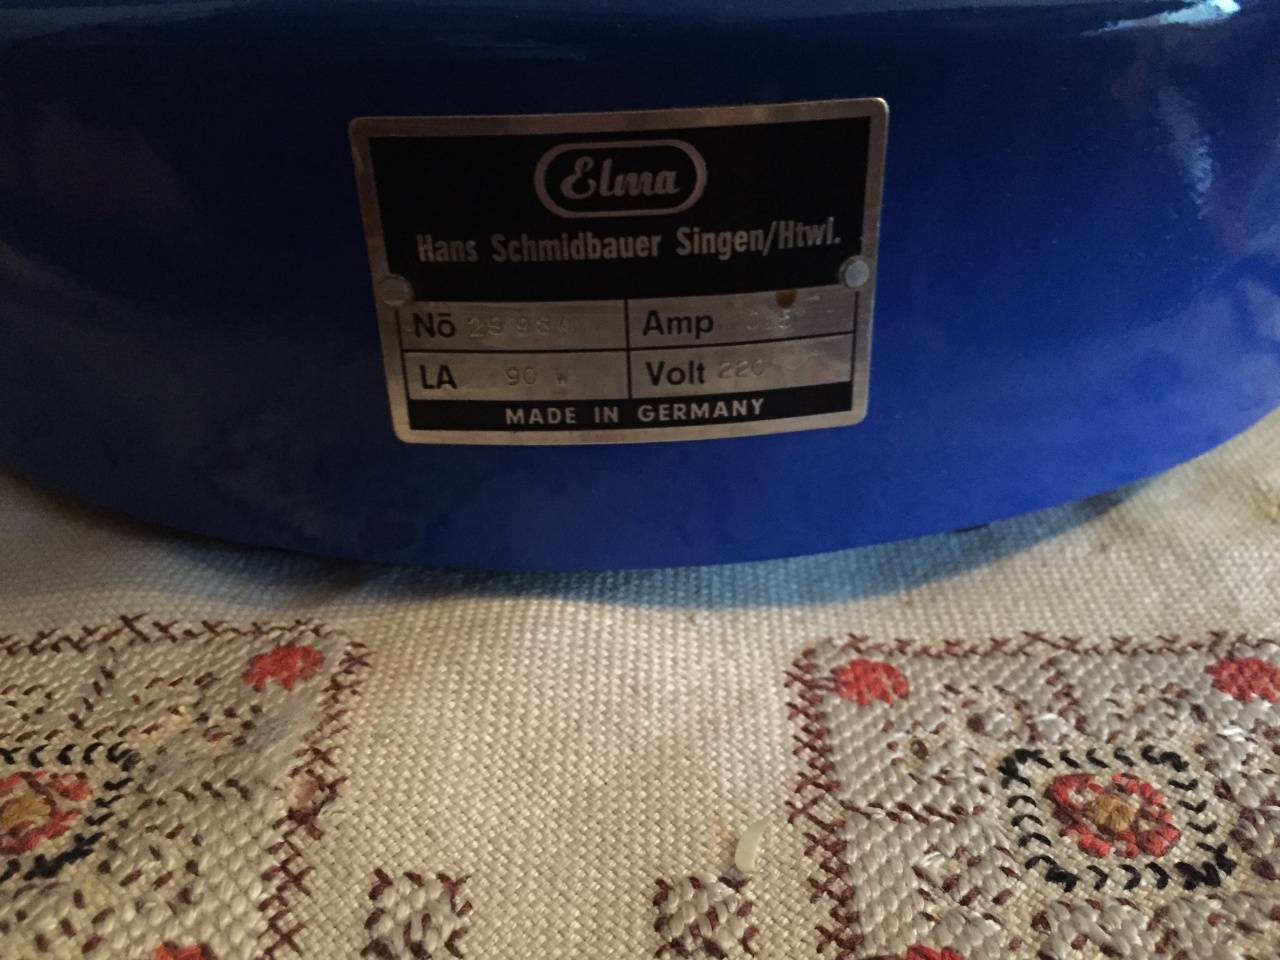 Elma
Hans Schmidbauer Singen/Htwl.
Nō
Amp
LA 90 W
Volt 220
MADE IN GERMANY